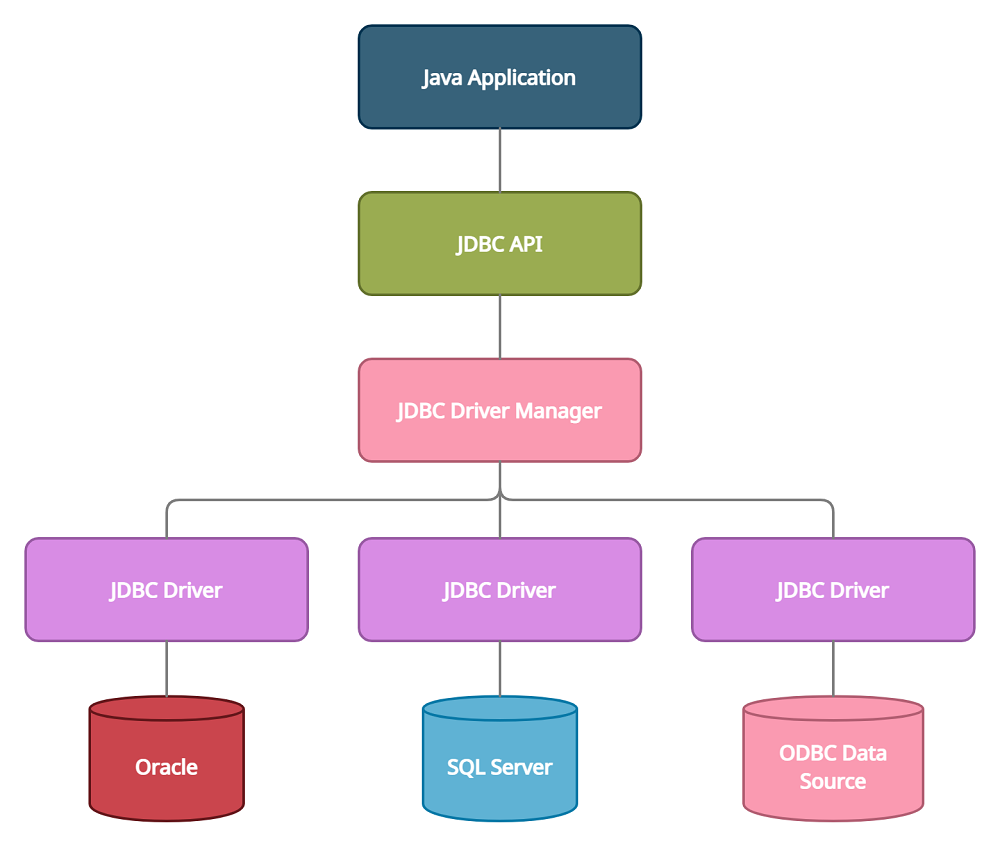 Java Application
JDBC API
JDBC Driver Manager
JDBC Driver
JDBC Driver
JDBC Driver
Oracle
SQL Server
ODBC Data
Source